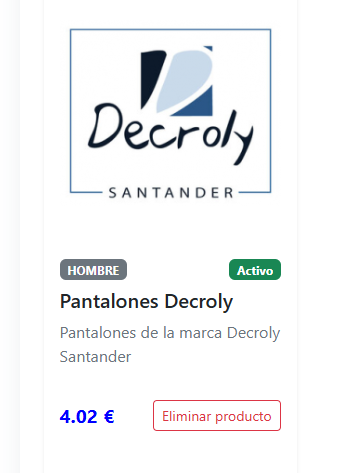 Decroly
SANTANDER
HOMBRE Activo
Pantalones Decroly
Pantalones de la marca Decroly
Santander
4.02 € Eliminar producto